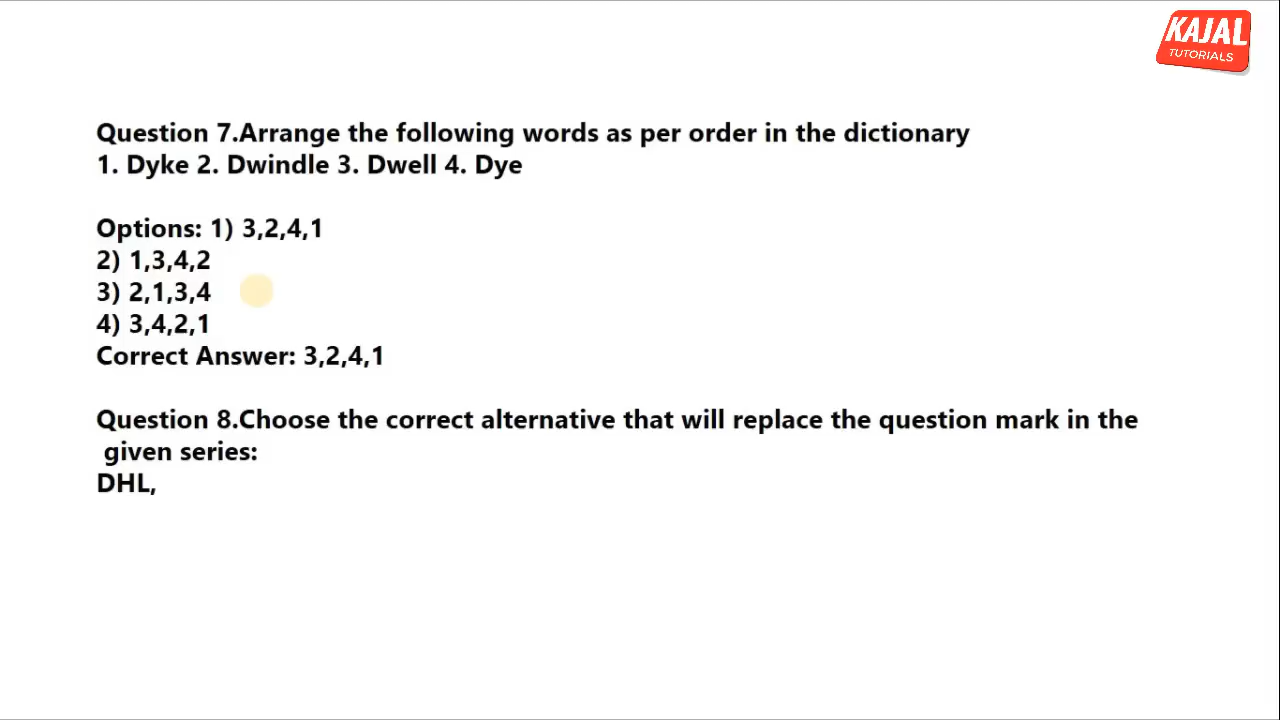 KAJAL
TUTORIALS
Question 7.Arrange the following words as per order in the dictionary
1. Dyke 2. Dwindle 3. Dwell 4. Dye
Options: 1) 3,2,4,1
2) 1,3,4,2
3) 2,1,3,4
4) 3,4,2,1
Correct Answer: 3,2,4,1
Question 8.Choose the correct alternative that will replace the question mark in the
given series:
DHL,